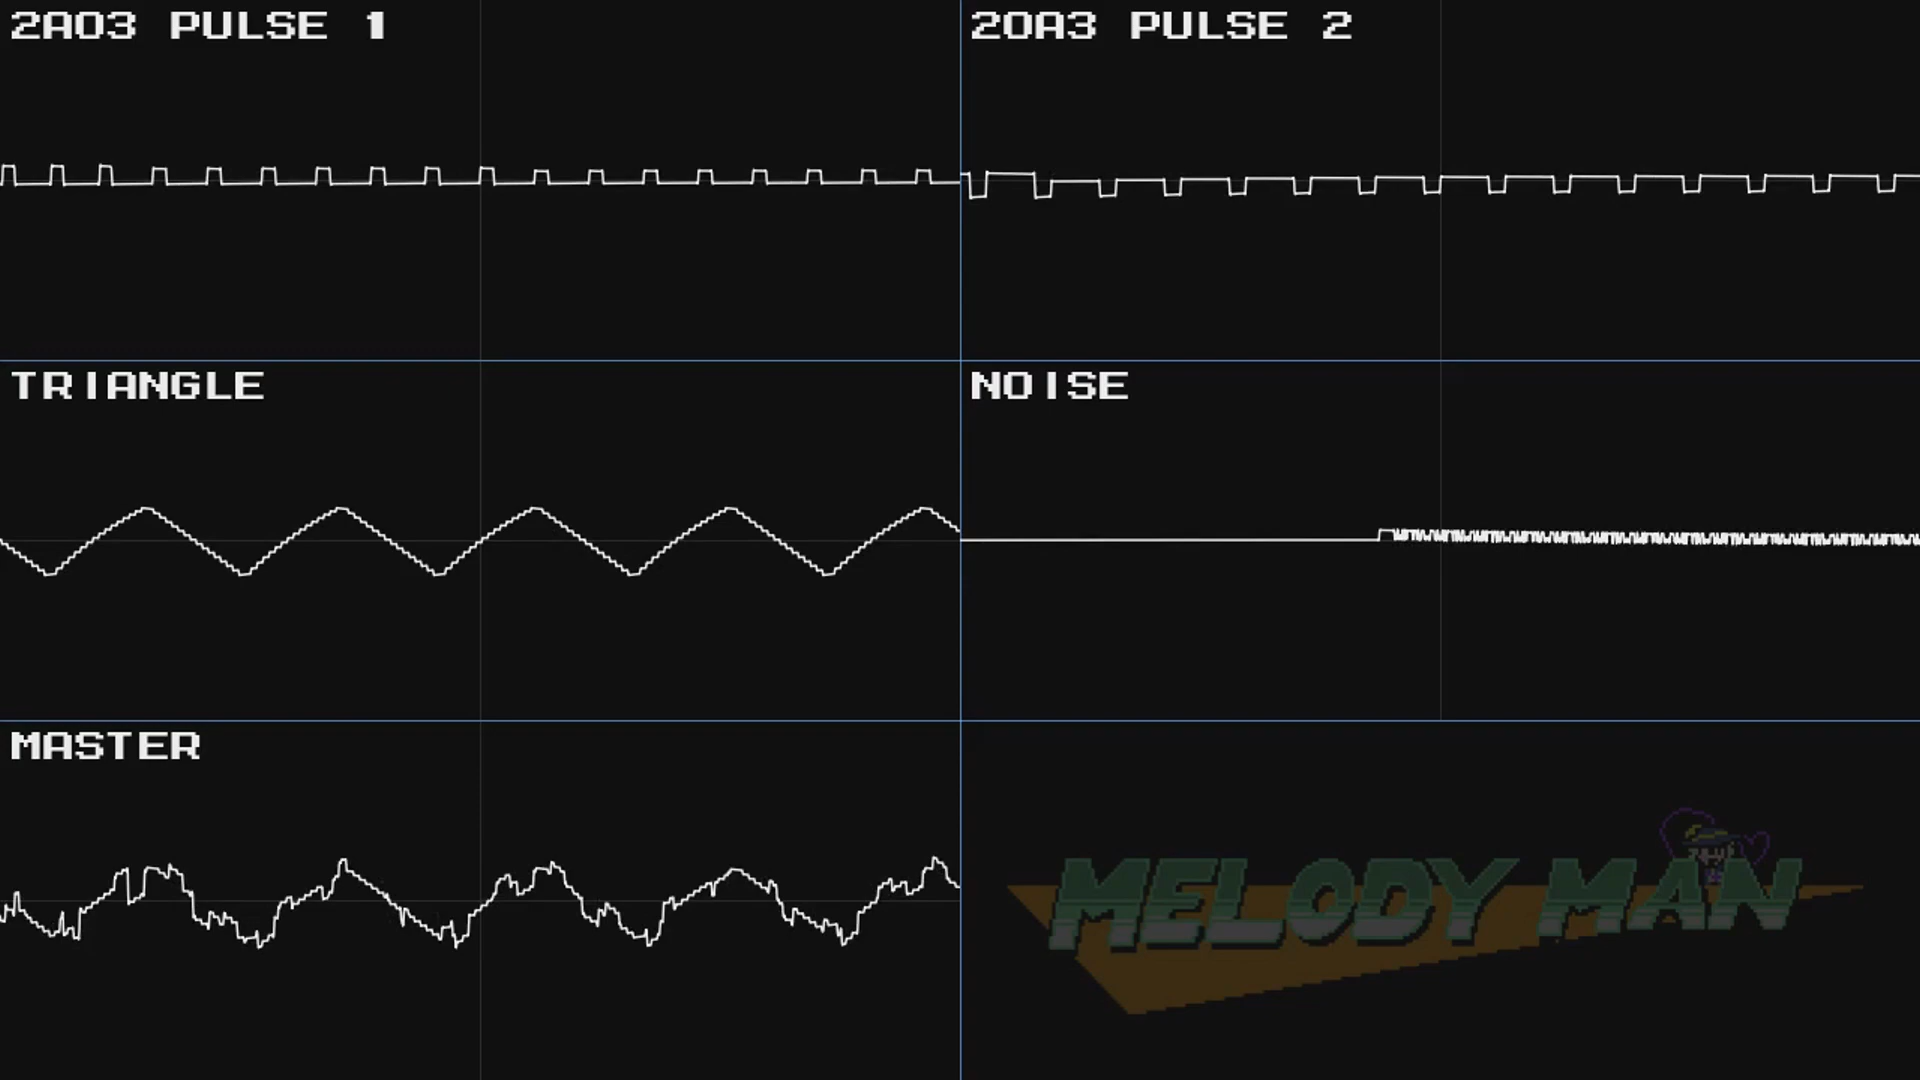 2A03 PULSE 1
20A3 PULSE 2
TRIANGLE
NOISE
MASTER
MELODY MAN